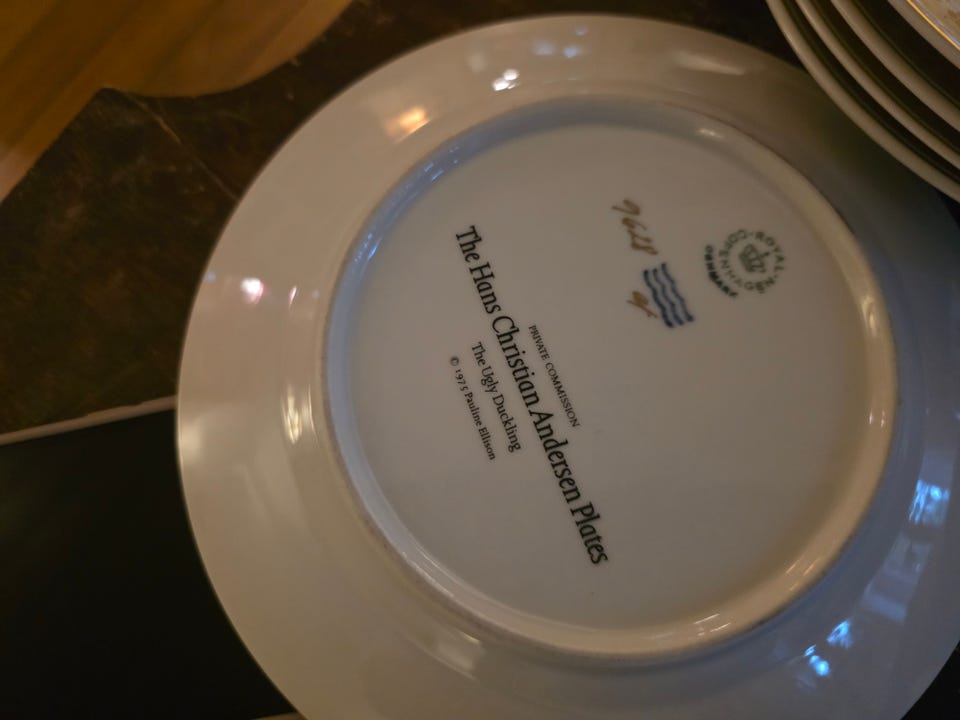 ROYAL COPENHAGEN
DENMARK
PRIVATE COMMISSION
The Hans Christian Andersen Plates
The Ugly Duckling
© 1975 Pauline Ellison